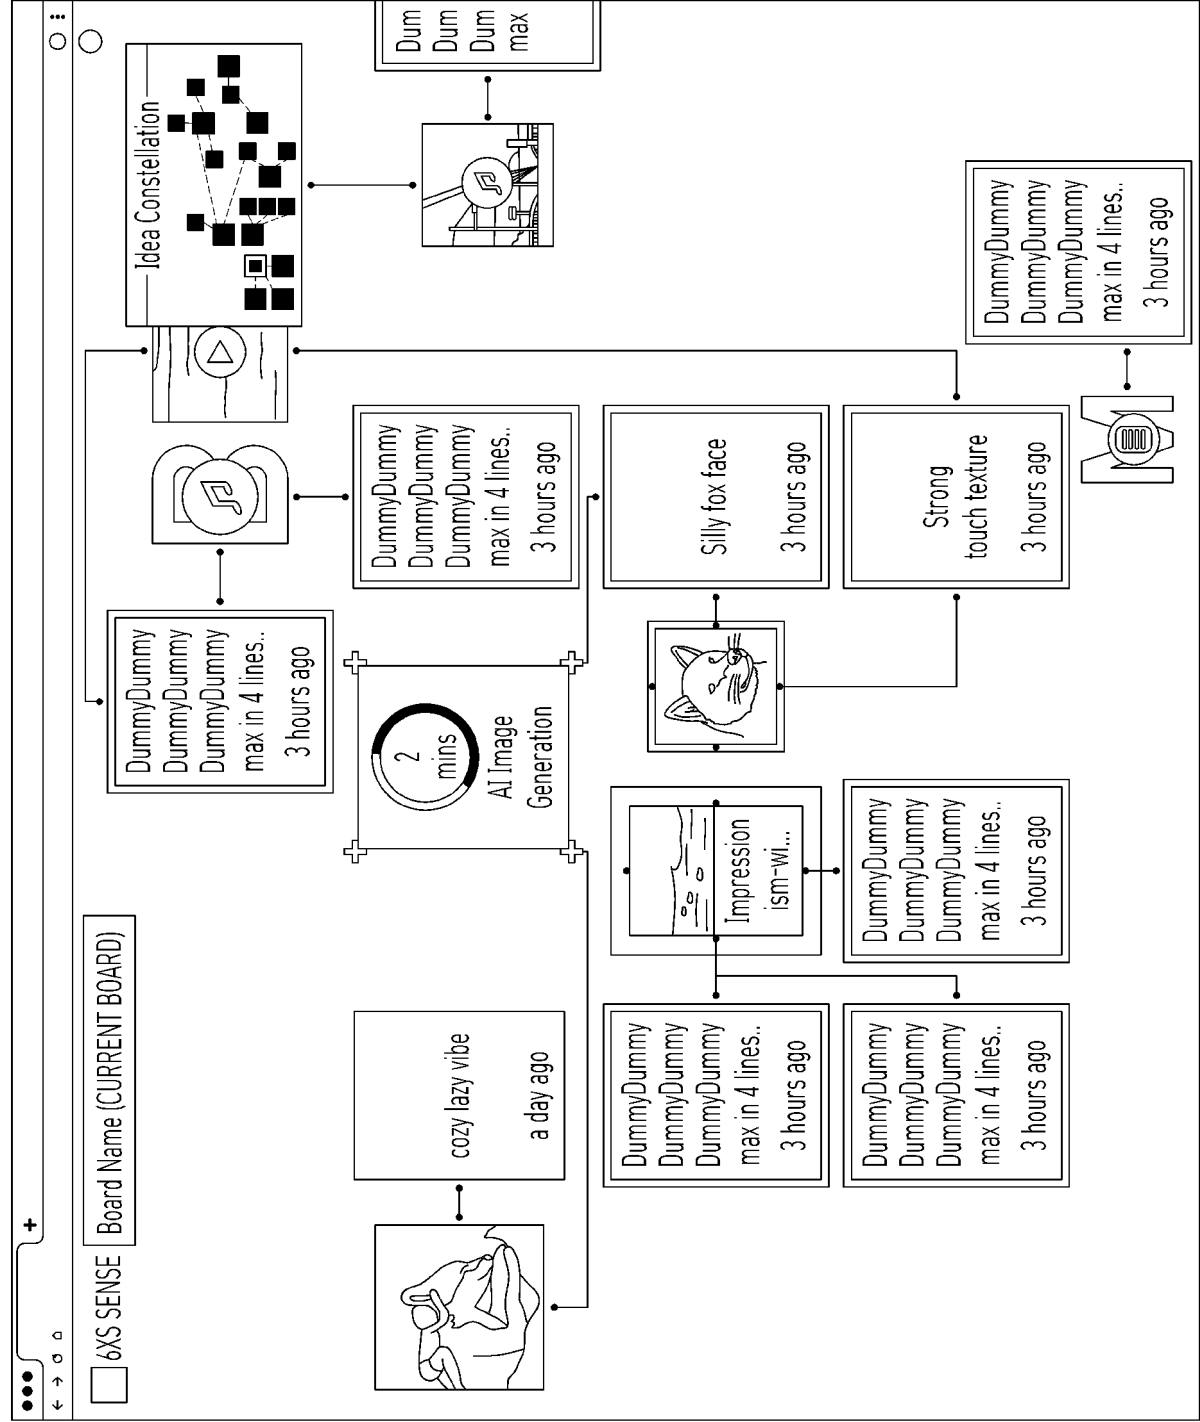 6XS SENSE
Board Name (CURRENT BOARD)
Idea Constellation
DummyDummy
DummyDummy
DummyDummy
max in 4 lines..
3 hours ago
cozy lazy vibe
a day ago
2
mins
AI Image
Generation
DummyDummy
DummyDummy
DummyDummy
max in 4 lines..
3 hours ago
Dum
Dum
Dum
max
DummyDummy
DummyDummy
DummyDummy
max in 4 lines..
3 hours ago
Impression
ism-wi...
Silly fox face
3 hours ago
DummyDummy
DummyDummy
DummyDummy
max in 4 lines..
3 hours ago
DummyDummy
DummyDummy
DummyDummy
max in 4 lines..
3 hours ago
Strong
touch texture
3 hours ago
DummyDummy
DummyDummy
DummyDummy
max in 4 lines..
3 hours ago